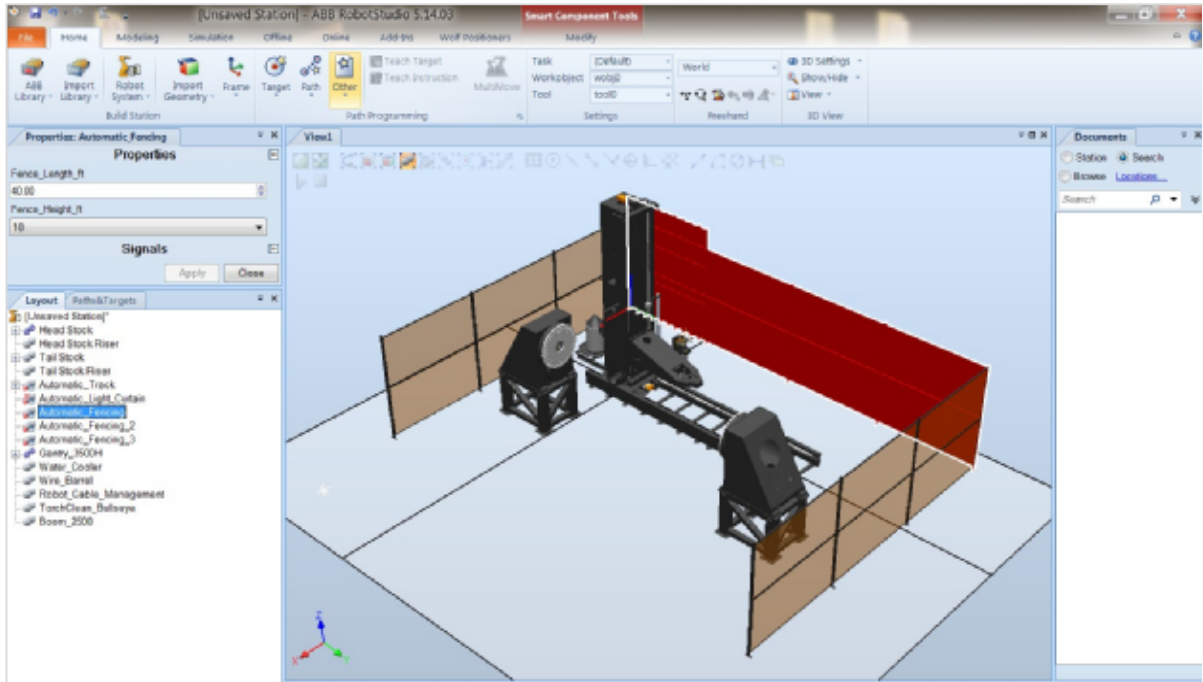 [Unsaved Station] - ABB RobotStudio 5.14.03
Smart Component Tools
File Home Modeling Simulation Offline Online Add-Ins Wolf Positioners Modify
ABB Library
Import Library
Robot System
Import Geometry
Frame
Build Station
Target
Path
Other
Teach Target
Teach Instruction
MultiMove
Path Programming
Task (Default)
Workobject wobj0
Tool tool0
Settings
World
Freehand
3D Settings
Show/Hide
View
3D View
Properties: Automatic_Fencing
Properties
Fence_Length_ft
40.00
Fence_Height_ft
10
Signals
Apply Close
Layout Paths&Targets
[Unsaved Station]*
Head Stock
Head Stock Riser
Tail Stock
Tail Stock Riser
Automatic_Track
Automatic_Light_Curtain
Automatic_Fencing
Automatic_Fencing_2
Automatic_Fencing_3
Gantry_3500H
Water_Cooler
Wire_Barrel
Robot_Cable_Management
TorchClean_Bullseye
Boom_3500
View1
Z
X
Y
Documents
Station Search
Browse Locations...
Search